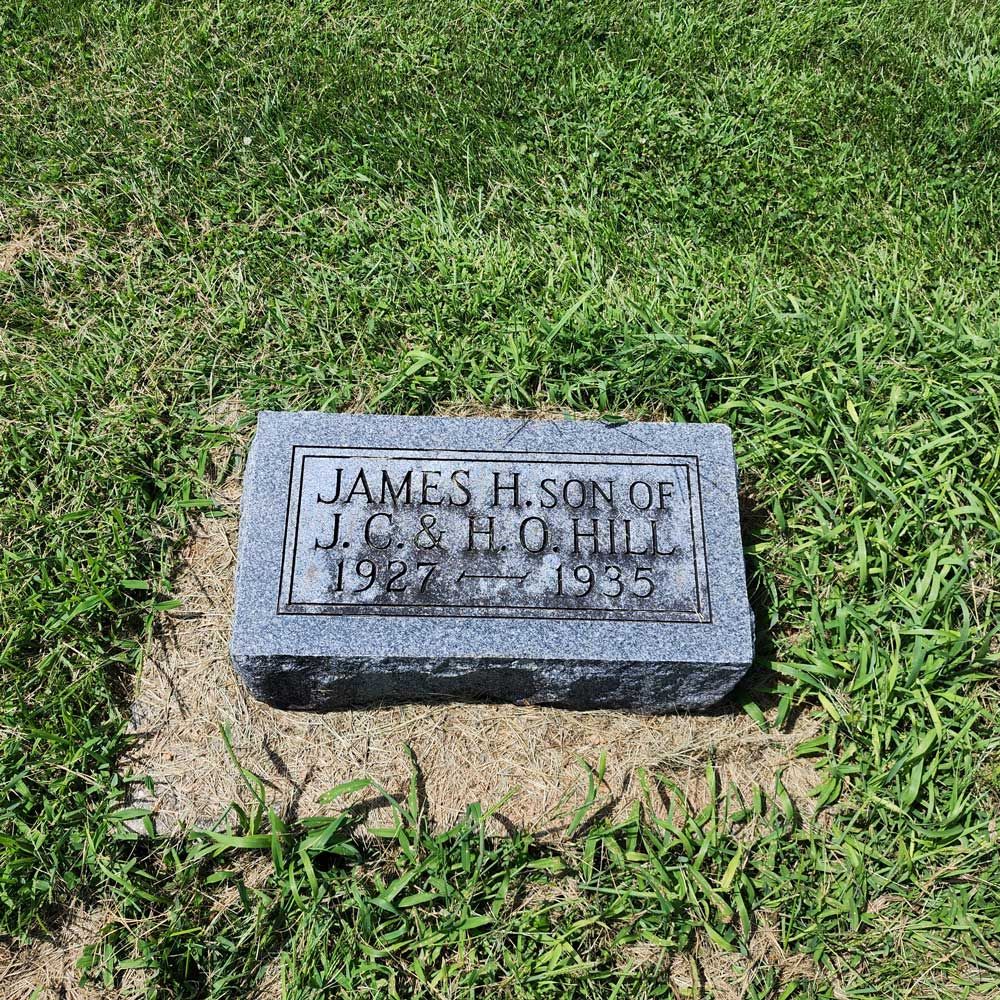 JAMES H. SON OF
J. C. & H. O. HILL
1927 — 1935